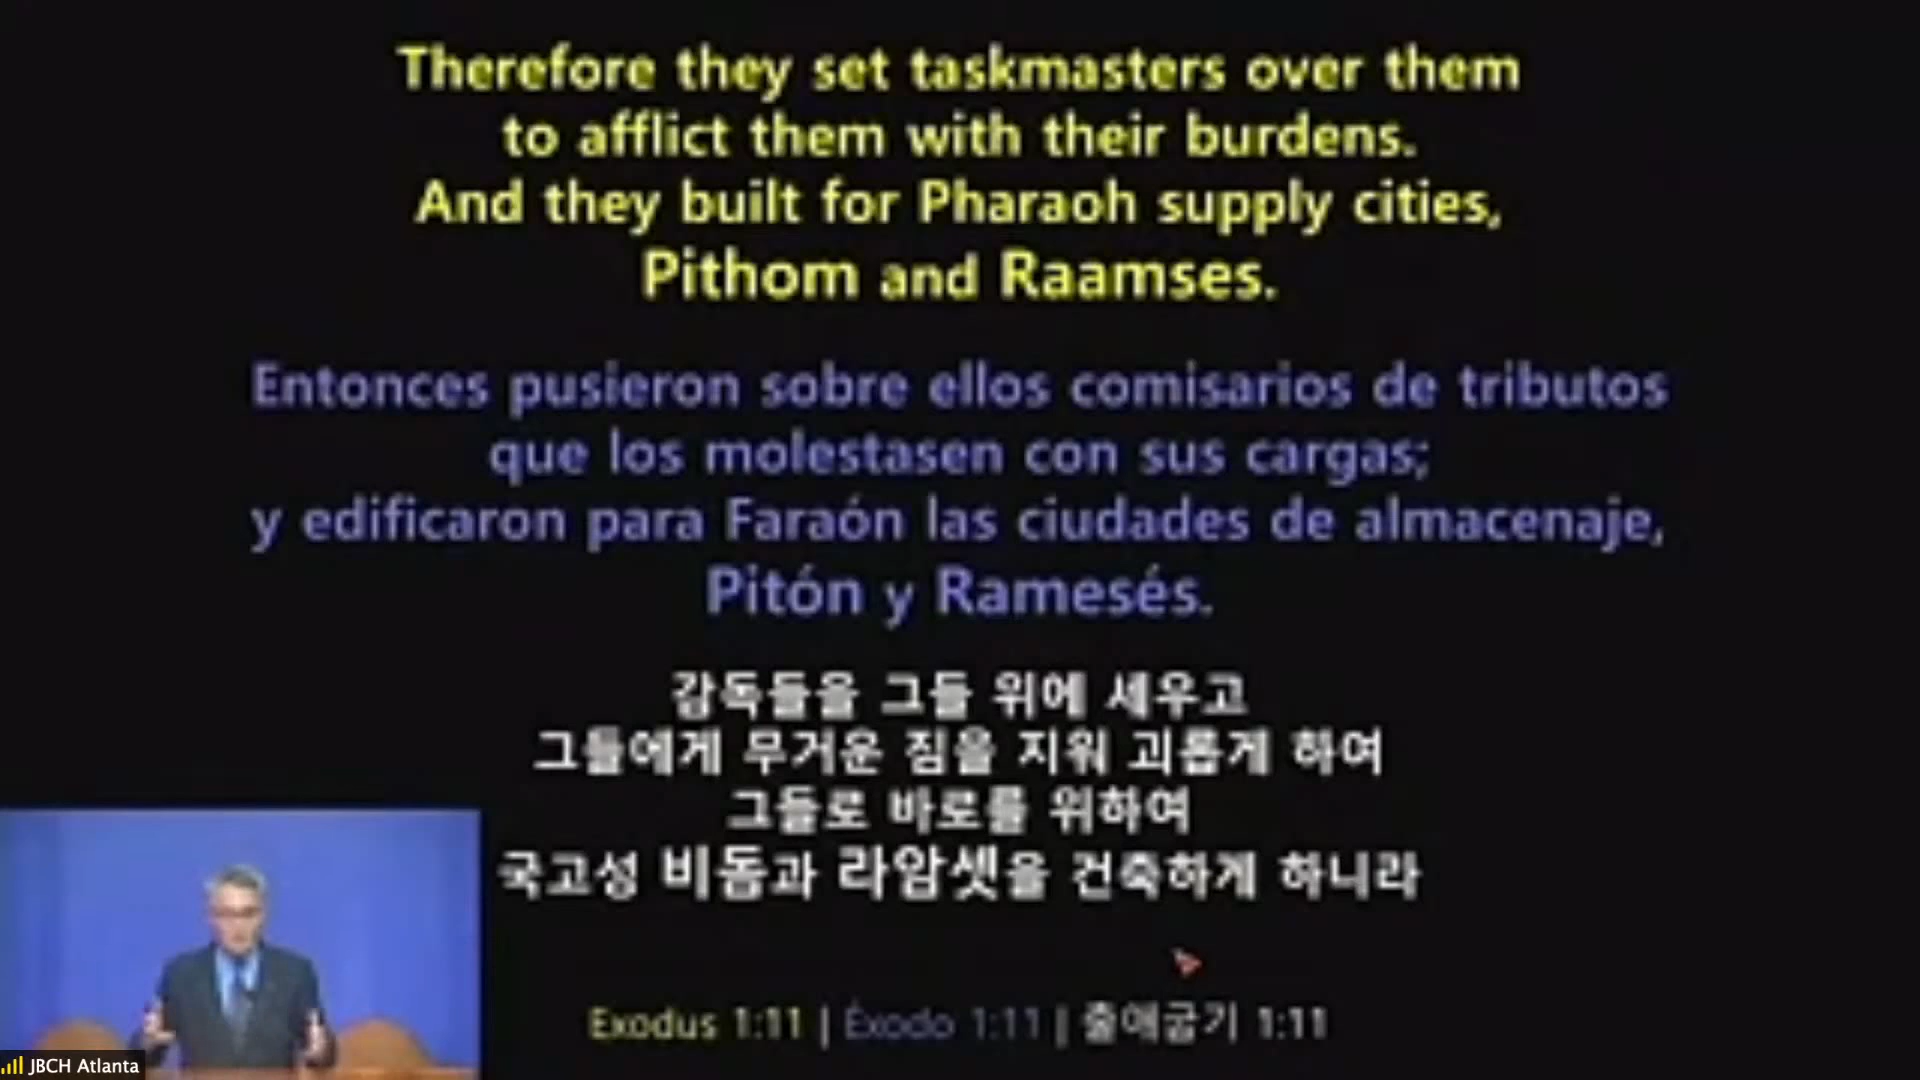 Therefore they set taskmasters over them
to afflict them with their burdens.
And they built for Pharaoh supply cities,
Pithom and Raamses.
Entonces pusieron sobre ellos comisarios de tributos
que los molestasen con sus cargas;
y edificaron para Faraón las ciudades de almacenaje,
Pitón y Ramesés.
감독들을 그들 위에 세우고
그들에게 무거운 짐을 지워 괴롭게 하여
그들로 바로를 위하여
국고성 비돔과 라암셋을 건축하게 하니라
Exodus 1:11 | Éxodo 1:11 | 출애굽기 1:11
JBCH Atlanta